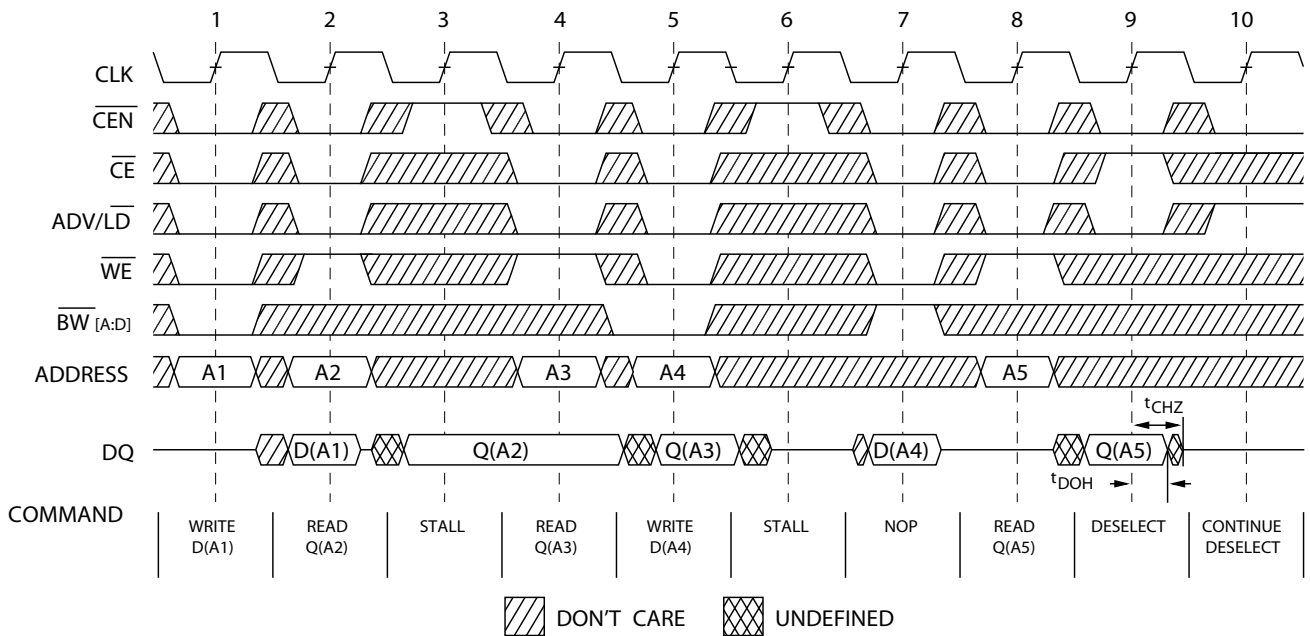 1 2 3 4 5 6 7 8 9 10
CLK
CEN
CE
ADV/LD
WE
BW [A:D]
ADDRESS A1 A2 A3 A4 A5
tCHZ
DQ D(A1) Q(A2) Q(A3) D(A4) Q(A5)
tDOH
COMMAND
WRITE D(A1)
READ Q(A2)
STALL
READ Q(A3)
WRITE D(A4)
STALL
NOP
READ Q(A5)
DESELECT
CONTINUE DESELECT
DON'T CARE UNDEFINED